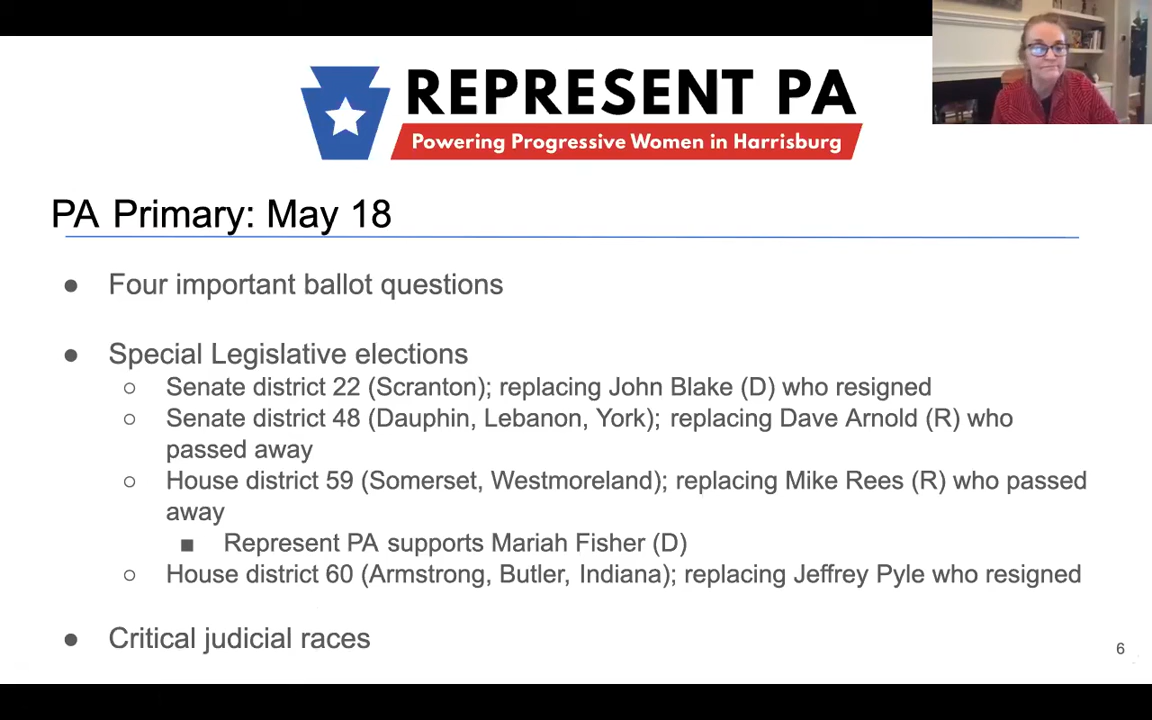 REPRESENT PA
Powering Progressive Women in Harrisburg
PA Primary: May 18
● Four important ballot questions
● Special Legislative elections
○ Senate district 22 (Scranton); replacing John Blake (D) who resigned
○ Senate district 48 (Dauphin, Lebanon, York); replacing Dave Arnold (R) who
passed away
○ House district 59 (Somerset, Westmoreland); replacing Mike Rees (R) who passed
away
■ Represent PA supports Mariah Fisher (D)
○ House district 60 (Armstrong, Butler, Indiana); replacing Jeffrey Pyle who resigned
● Critical judicial races
6